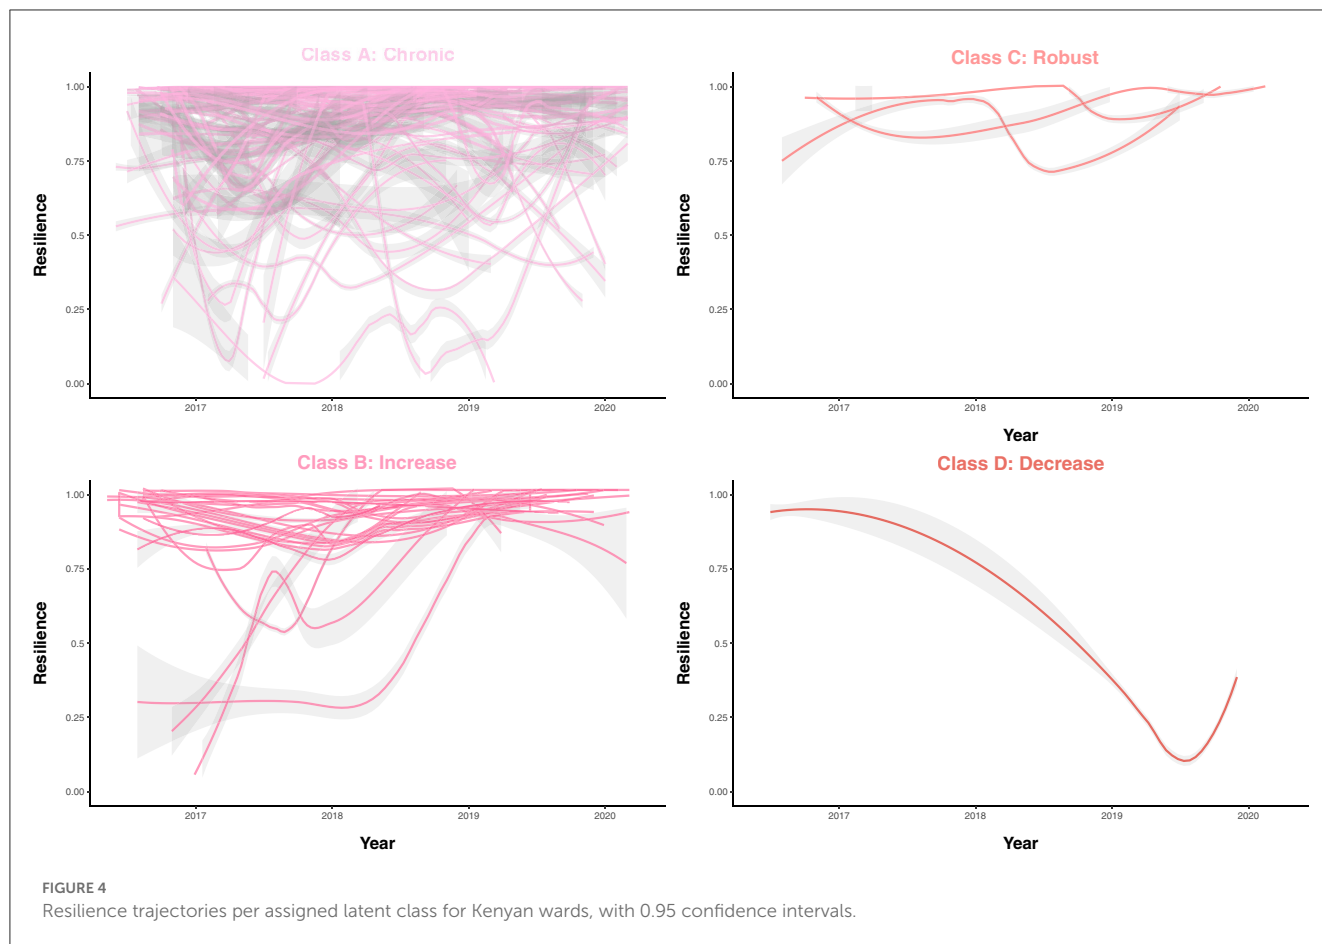 Class A: Chronic
1.00
0.75
0.5
0.25
0.00
Resilience
2017
2018
2019
2020
Class C: Robust
1.00
0.75
0.5
0.25
0.00
Resilience
2017
2018
2019
2020
Year
Class B: Increase
1.00
0.75
0.5
0.25
0.00
Resilience
2017
2018
2019
2020
Year
Class D: Decrease
1.00
0.75
0.5
0.25
0.00
Resilience
2017
2018
2019
2020
Year
FIGURE 4
Resilience trajectories per assigned latent class for Kenyan wards, with 0.95 confidence intervals.